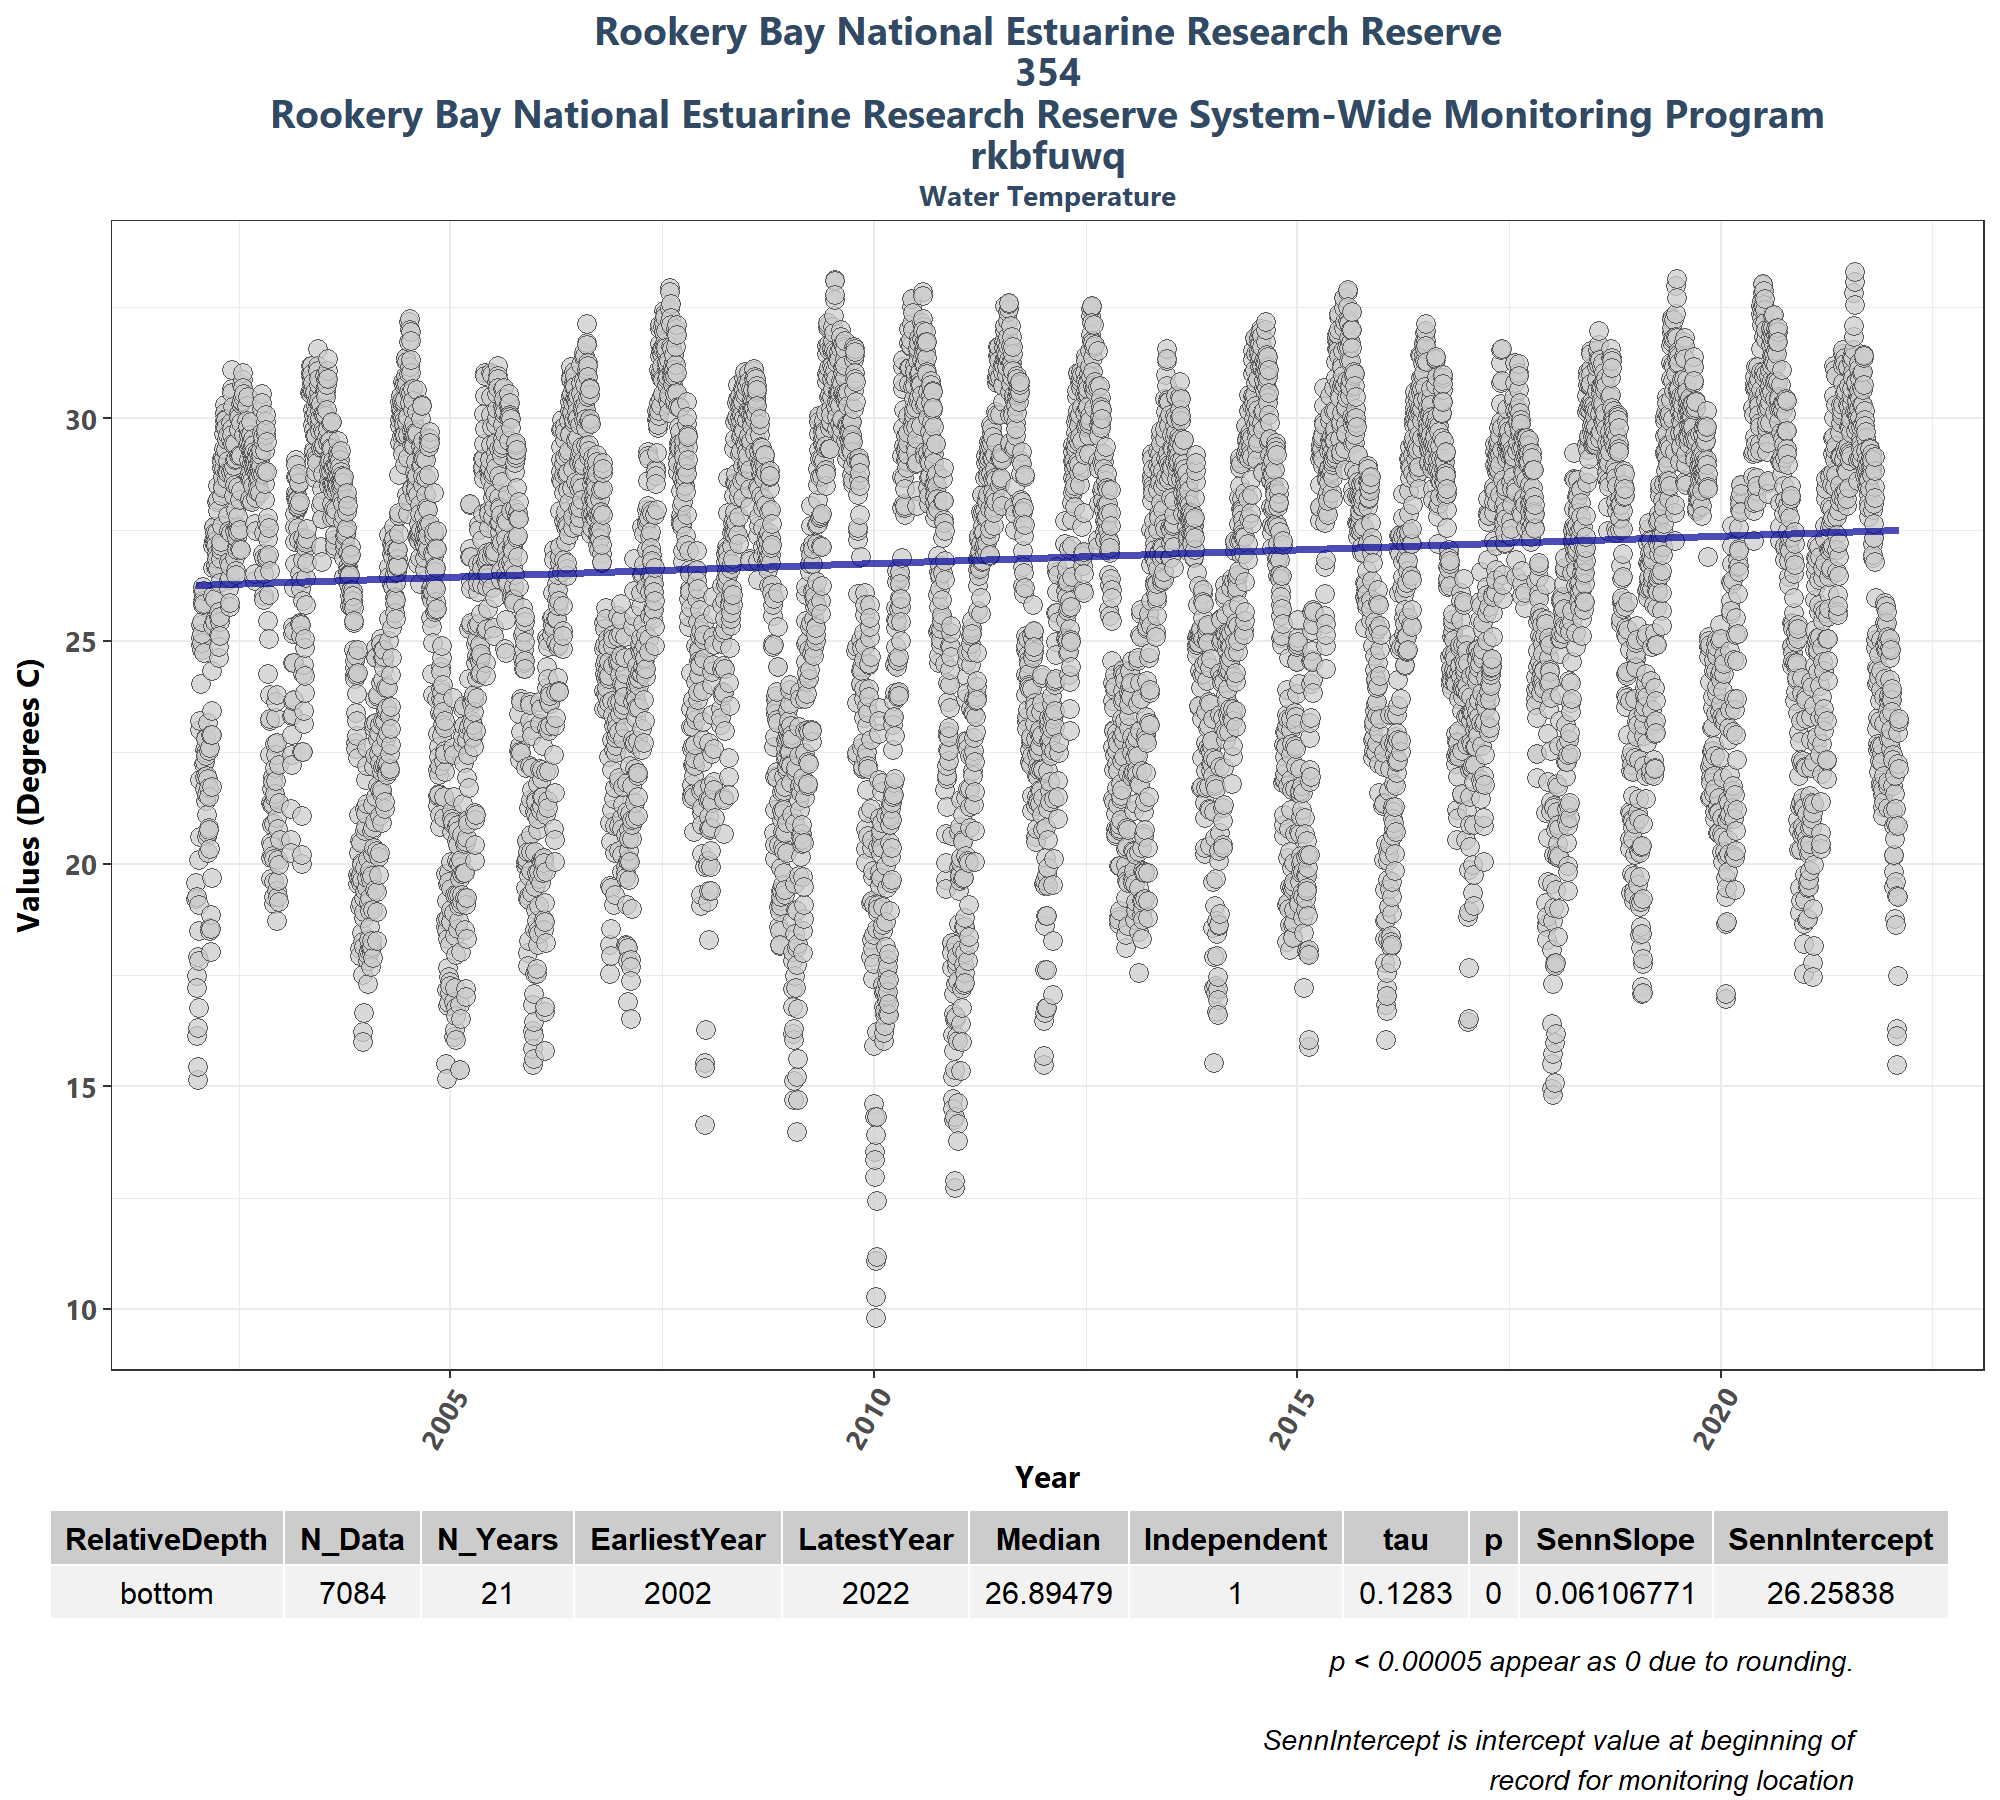 Rookery Bay National Estuarine Research Reserve
354
Rookery Bay National Estuarine Research Reserve System-Wide Monitoring Program
rkbfuwq
Water Temperature
Values (Degrees C)
30
25
20
15
10
2005
2010
2015
2020
Year
RelativeDepth N_Data N_Years EarliestYear LatestYear Median Independent tau p SennSlope SennIntercept
bottom 7084 21 2002 2022 26.89479 1 0.1283 0 0.06106771 26.25838
p < 0.00005 appear as 0 due to rounding.
SennIntercept is intercept value at beginning of
record for monitoring location